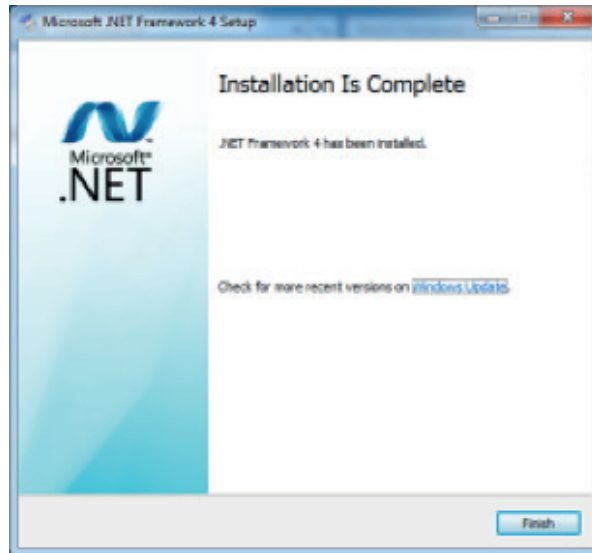 Microsoft .NET Framework 4 Setup
Installation Is Complete
.NET Framework 4 has been installed.
Microsoft®
.NET
Check for more recent versions on Windows Update.
Finish